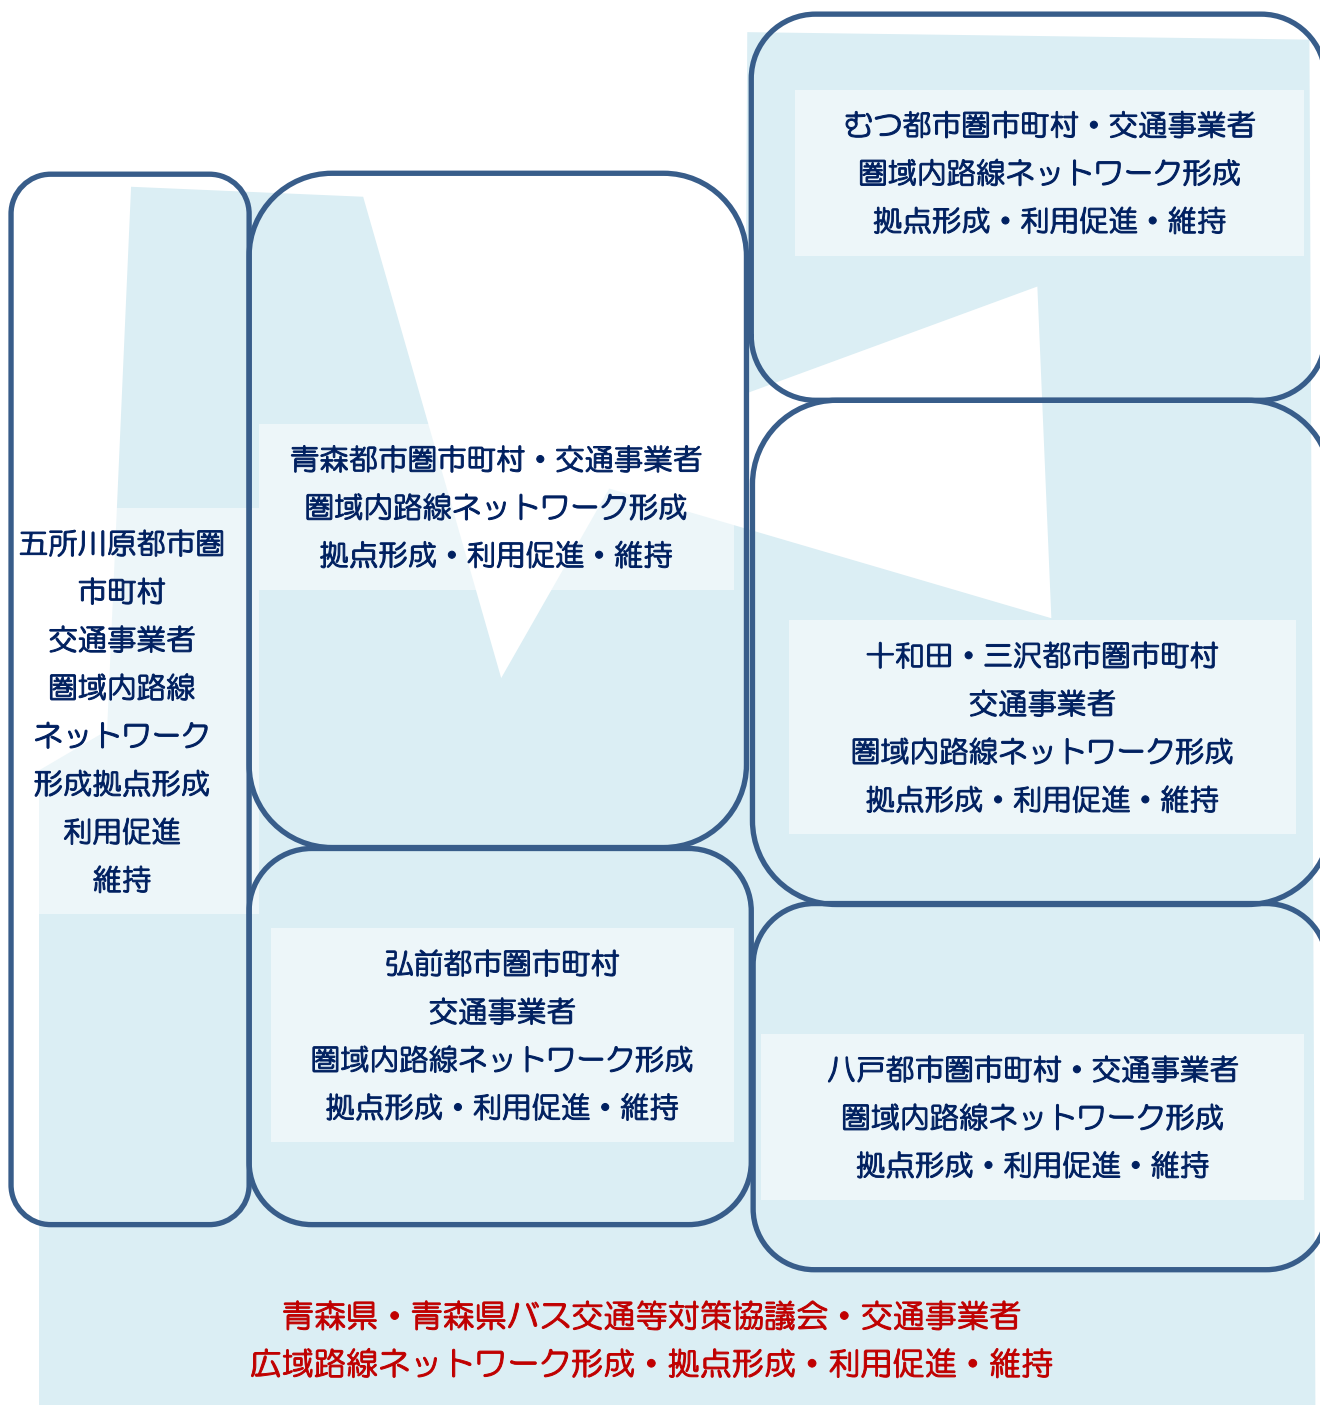 むつ都市圏市町村・交通事業者
圏域内路線ネットワーク形成
拠点形成・利用促進・維持
青森都市圏市町村・交通事業者
圏域内路線ネットワーク形成
拠点形成・利用促進・維持
五所川原都市圏
市町村
交通事業者
圏域内路線
ネットワーク
形成拠点形成
利用促進
維持
十和田・三沢都市圏市町村
交通事業者
圏域内路線ネットワーク形成
拠点形成・利用促進・維持
弘前都市圏市町村
交通事業者
圏域内路線ネットワーク形成
拠点形成・利用促進・維持
八戸都市圏市町村・交通事業者
圏域内路線ネットワーク形成
拠点形成・利用促進・維持
青森県・青森県バス交通等対策協議会・交通事業者
広域路線ネットワーク形成・拠点形成・利用促進・維持